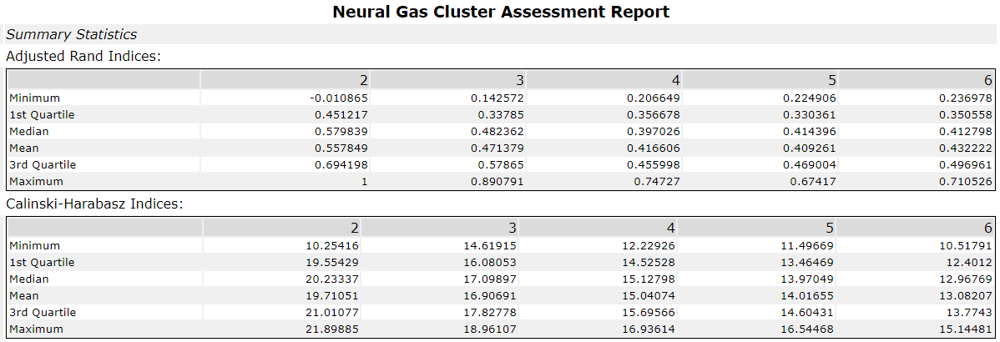 Neural Gas Cluster Assessment Report
Summary Statistics
Adjusted Rand Indices:
2 3 4 5 6
Minimum -0.010865 0.142572 0.206649 0.224906 0.236978
1st Quartile 0.451217 0.33785 0.356678 0.330361 0.350558
Median 0.579839 0.482362 0.397026 0.414396 0.412798
Mean 0.557849 0.471379 0.416606 0.409261 0.432222
3rd Quartile 0.694198 0.57865 0.455998 0.469004 0.496961
Maximum 1 0.890791 0.74727 0.67417 0.710526
Calinski-Harabasz Indices:
2 3 4 5 6
Minimum 10.25416 14.61915 12.22926 11.49669 10.51791
1st Quartile 19.55429 16.08053 14.52528 13.46469 12.4012
Median 20.23337 17.09897 15.12798 13.97049 12.96769
Mean 19.71051 16.90691 15.04074 14.01655 13.08207
3rd Quartile 21.01077 17.82778 15.69566 14.60431 13.7743
Maximum 21.89885 18.96107 16.93614 16.54468 15.14481